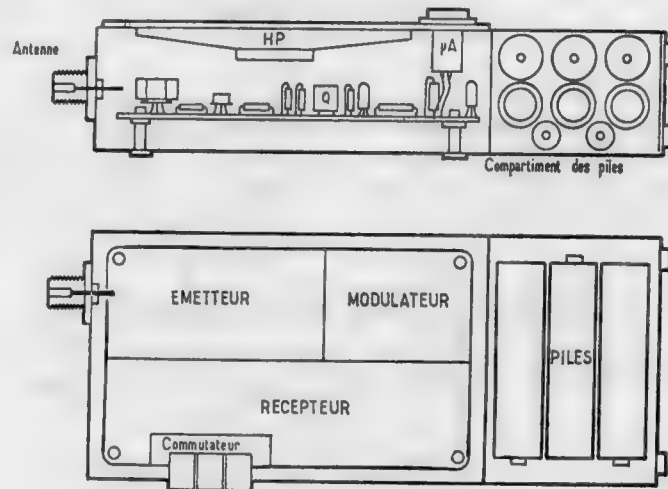 Antenne
HP
μA
Q
Compartiment des piles
EMETTEUR
MODULATEUR
PILES
RECEPTEUR
Commutateur